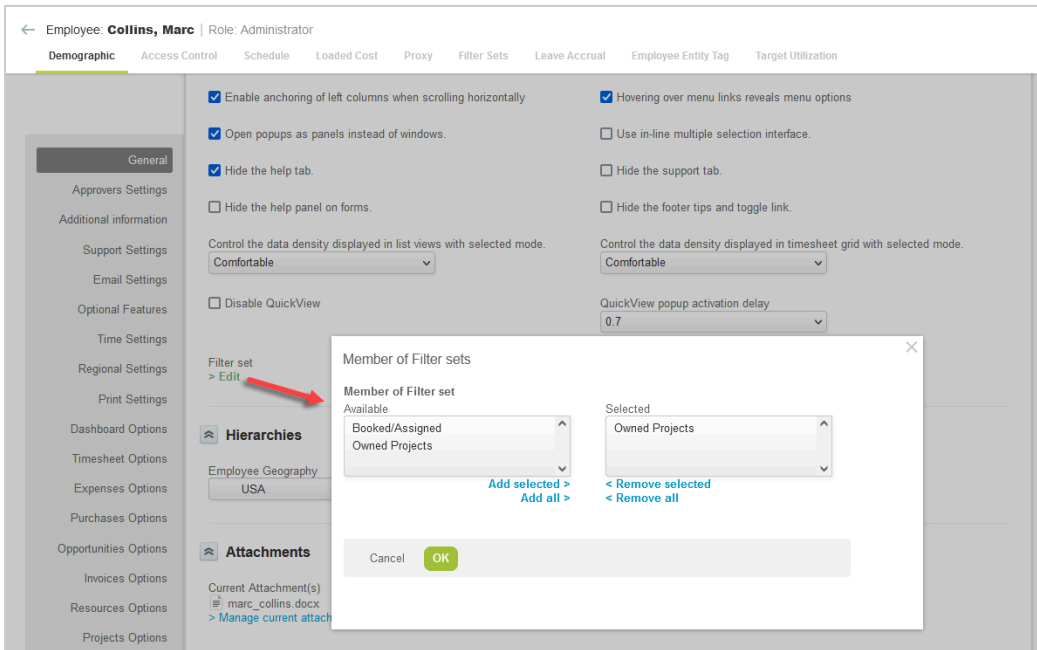 Employee: Collins, Marc | Role: Administrator
Demographic Access Control Schedule Loaded Cost Proxy Filter Sets Leave Accrual Employee Entity Tag Target Utilization
General
Approvers Settings
Additional information
Support Settings
Email Settings
Optional Features
Time Settings
Regional Settings
Print Settings
Dashboard Options
Timesheet Options
Expenses Options
Purchases Options
Opportunities Options
Invoices Options
Resources Options
Projects Options
Enable anchoring of left columns when scrolling horizontally
Hovering over menu links reveals menu options
Open popups as panels instead of windows.
Use in-line multiple selection interface.
Hide the help tab.
Hide the support tab.
Hide the help panel on forms.
Hide the footer tips and toggle link.
Control the data density displayed in list views with selected mode.
Comfortable
Control the data density displayed in timesheet grid with selected mode.
Comfortable
Disable QuickView
QuickView popup activation delay
0.7
Filter set
> Edit
Hierarchies
Employee Geography
USA
Attachments
Current Attachment(s)
marc_collins.docx
> Manage current attach
Member of Filter sets
Member of Filter set
Available
Booked/Assigned
Owned Projects
Add selected >
Add all >
Selected
Owned Projects
< Remove selected
< Remove all
Cancel
OK